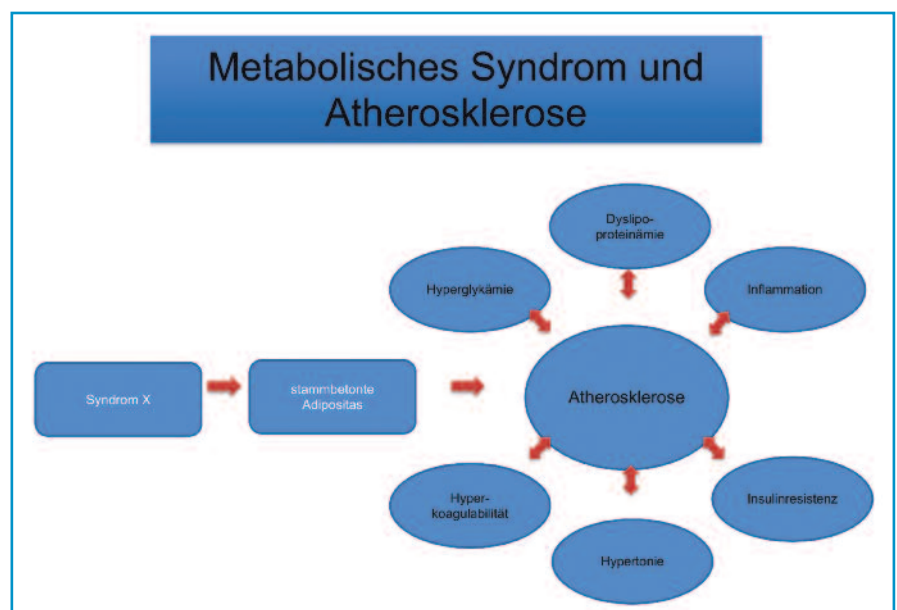 Metabolisches Syndrom und
Atherosklerose
Dyslipo-
proteinämie
Hyperglykämie
Inflammation
Syndrom X
stammbetonte
Adipositas
Atherosklerose
Hyper-
koagulabilität
Insulinresistenz
Hypertonie